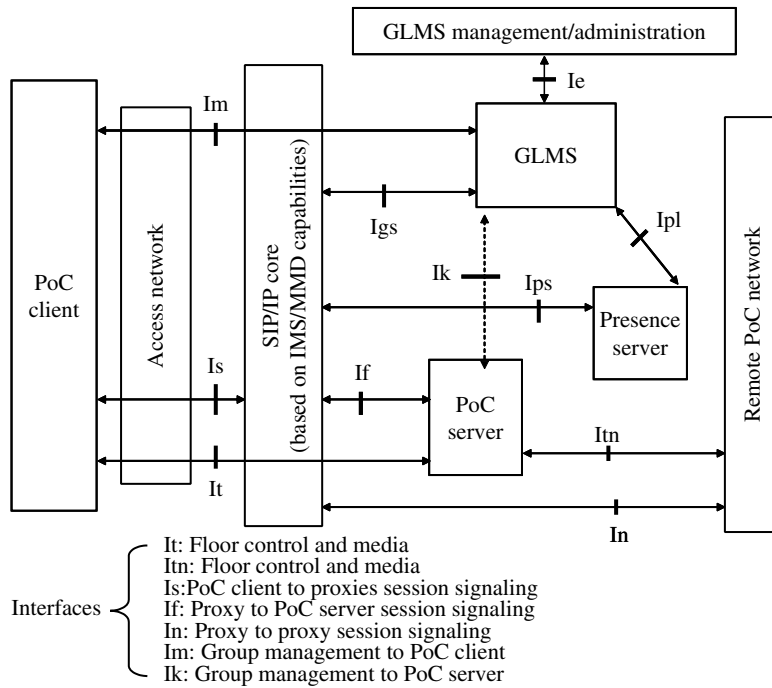 GLMS management/administration
Ie
Im
GLMS
Igs
Ipl
PoC
client
Access network
SIP/IP core
(based on IMS/MMD capabilities)
Ik
Ips
Presence
server
Remote PoC network
Is
If
PoC
server
Itn
It
In
Interfaces
It: Floor control and media
Itn: Floor control and media
Is:PoC client to proxies session signaling
If: Proxy to PoC server session signaling
In: Proxy to proxy session signaling
Im: Group management to PoC client
Ik: Group management to PoC server